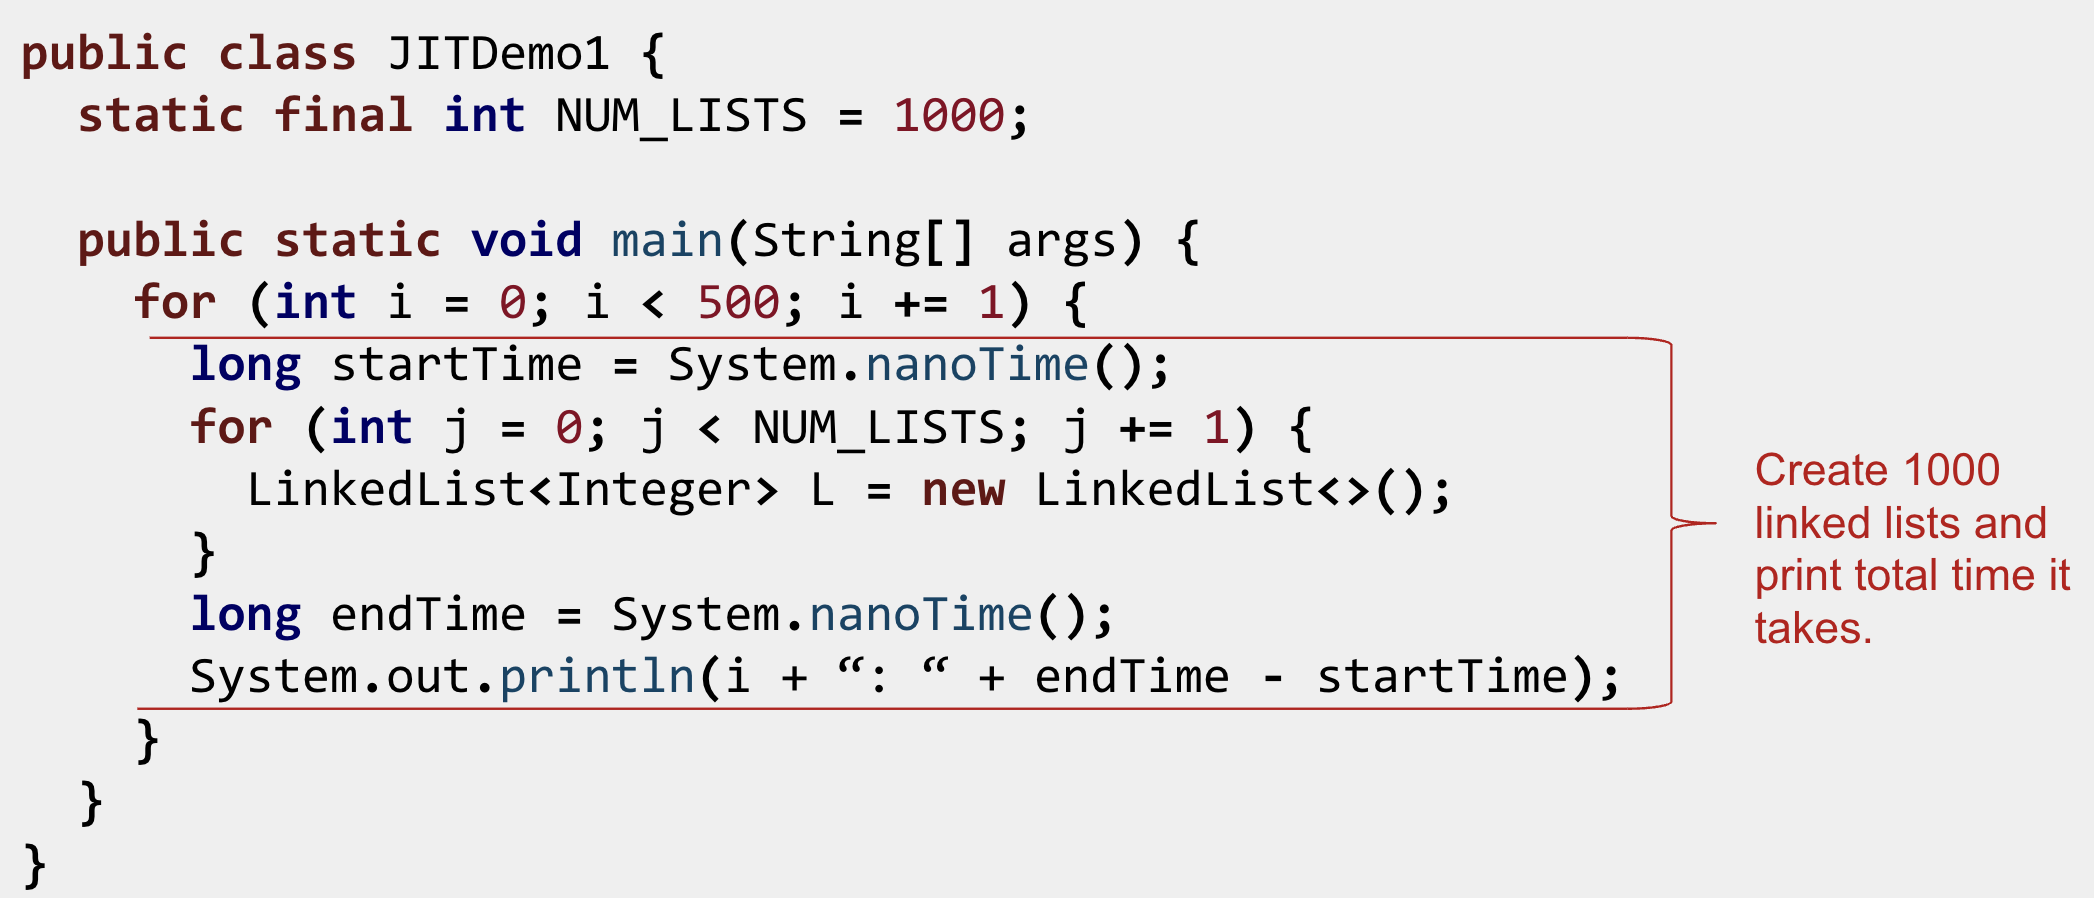 public class JITDemo1 {
  static final int NUM_LISTS = 1000;

  public static void main(String[] args) {
    for (int i = 0; i < 500; i += 1) {
      long startTime = System.nanoTime();
      for (int j = 0; j < NUM_LISTS; j += 1) {
        LinkedList<Integer> L = new LinkedList<>();
      }
      long endTime = System.nanoTime();
      System.out.println(i + “: “ + endTime - startTime);
    }
  }
}
Create 1000
linked lists and
print total time it
takes.